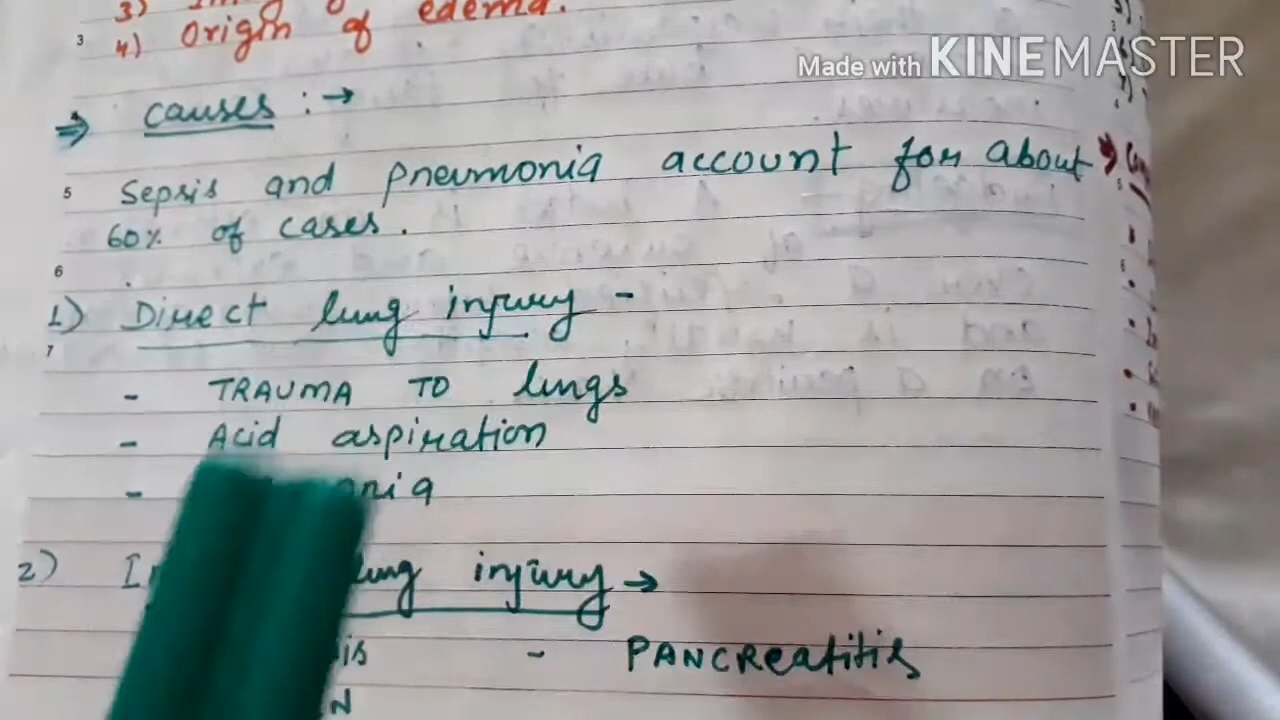 3)
4) Origin of edema.
Made with KINEMASTER
⇒ causes :→
Sepsis and pneumonia account for about
60% of cases.
1) Direct lung injury -
- TRAUMA TO lungs
- Acid aspiration
-
2) lung injury →
- PANCREATITIS